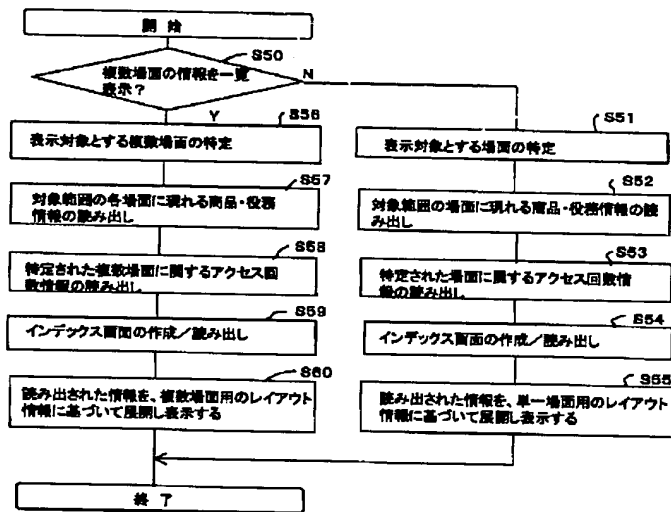 開 始
S50
複数場面の情報を一覧
表示？
N
Y
S56
表示対象とする複数場面の特定
S57
対象範囲の各場面に現れる商品・役務
情報の読み出し
S58
特定された複数場面に関するアクセス回
数情報の読み出し
S59
インデックス画面の作成／読み出し
S60
読み出された情報を、複数場面用のレイアウト
情報に基づいて展開し表示する
S51
表示対象とする場面の特定
S52
対象範囲の場面に現れる商品・役務情報の読
み出し
S53
特定された場面に関するアクセス回数情
報の読み出し
S54
インデックス画面の作成／読み出し
S55
読み出された情報を、単一場面用のレイアウト
情報に基づいて展開し表示する
終 了